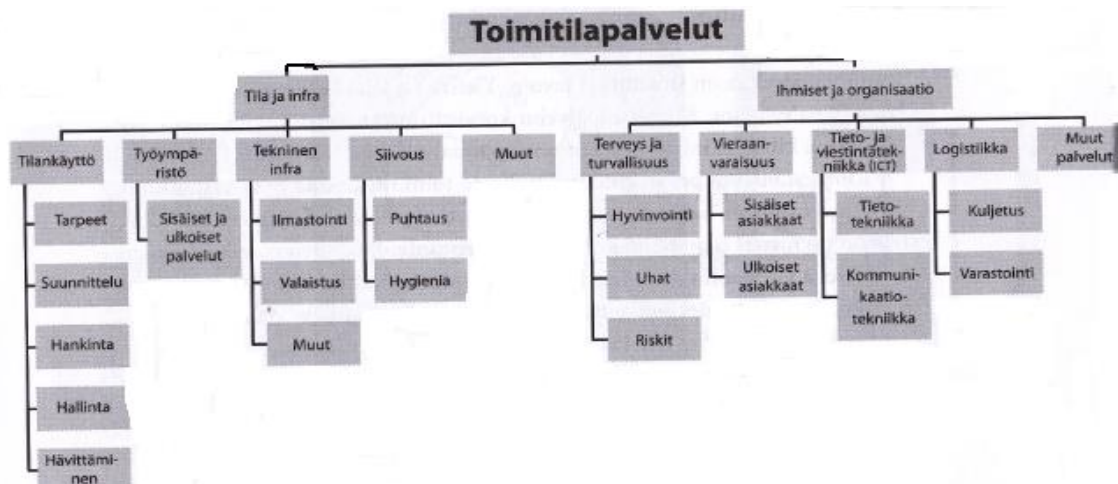 Toimitilapalvelut
Tila ja infra
Ihmiset ja organisaatio
Tilankäyttö
Tarpeet
Suunnittelu
Hankinta
Hallinta
Hävittämi-
nen
Työympä-
ristö
Sisäiset ja
ulkoiset
palvelut
Tekninen
infra
Ilmastointi
Valaistus
Muut
Siivous
Puhtaus
Hygienia
Muut
Terveys ja
turvallisuus
Hyvinvointi
Uhat
Riskit
Vieraan-
varaisuus
Sisäiset
asiakkaat
Ulkoiset
asiakkaat
Tieto- ja
viestintätek-
niikka (ICT)
Tieto-
tekniikka
Kommuni-
kaatio-
tekniikka
Logistiikka
Kuljetus
Varastointi
Muut
palvelut